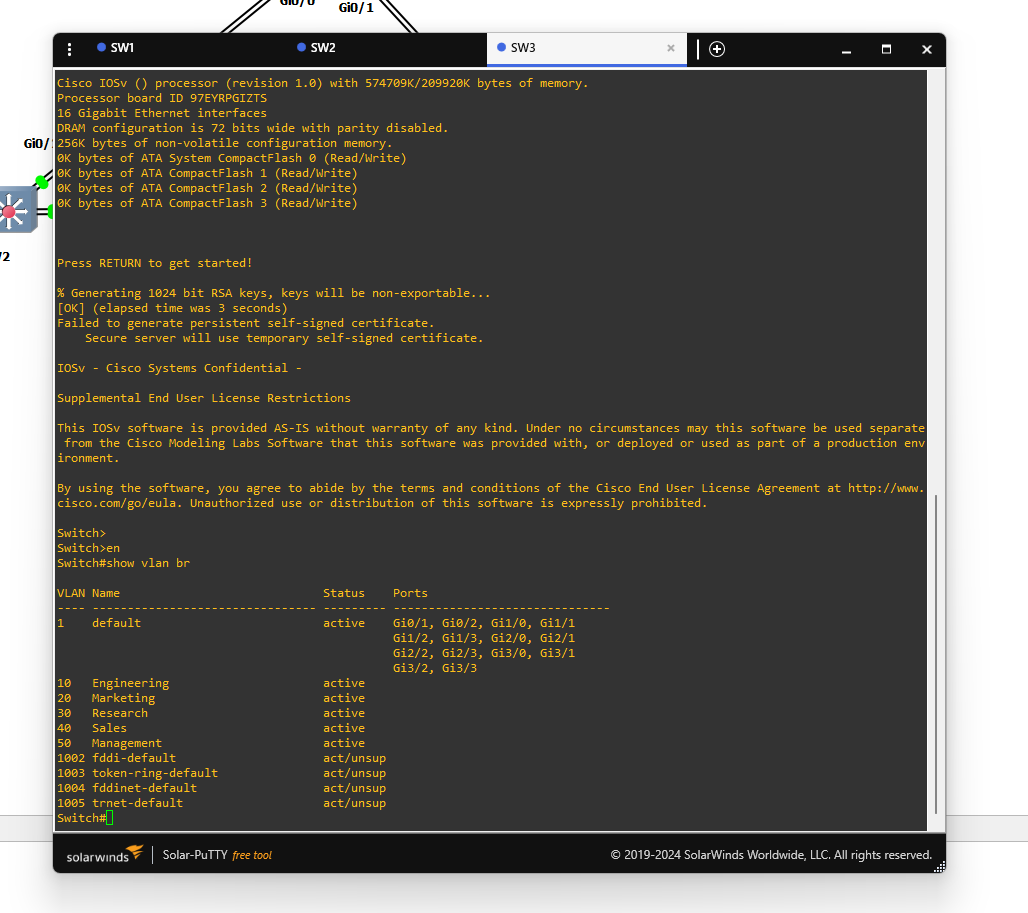 Gi0/0
Gi0/1
SW1
SW2
SW3
Gi0/
/2
Cisco IOSv () processor (revision 1.0) with 574709K/209920K bytes of memory.
Processor board ID 97EYRPGIZTS
16 Gigabit Ethernet interfaces
DRAM configuration is 72 bits wide with parity disabled.
256K bytes of non-volatile configuration memory.
0K bytes of ATA System CompactFlash 0 (Read/Write)
0K bytes of ATA CompactFlash 1 (Read/Write)
0K bytes of ATA CompactFlash 2 (Read/Write)
0K bytes of ATA CompactFlash 3 (Read/Write)
Press RETURN to get started!
% Generating 1024 bit RSA keys, keys will be non-exportable...
[OK] (elapsed time was 3 seconds)
Failed to generate persistent self-signed certificate.
    Secure server will use temporary self-signed certificate.
IOSv - Cisco Systems Confidential -
Supplemental End User License Restrictions
This IOSv software is provided AS-IS without warranty of any kind. Under no circumstances may this software be used separate
 from the Cisco Modeling Labs Software that this software was provided with, or deployed or used as part of a production env
ironment.
By using the software, you agree to abide by the terms and conditions of the Cisco End User License Agreement at http://www.
cisco.com/go/eula. Unauthorized use or distribution of this software is expressly prohibited.
Switch>
Switch>en
Switch#show vlan br
VLAN Name                             Status    Ports
---- -------------------------------- --------- -------------------------------
1    default                          active    Gi0/1, Gi0/2, Gi1/0, Gi1/1
                                                Gi1/2, Gi1/3, Gi2/0, Gi2/1
                                                Gi2/2, Gi2/3, Gi3/0, Gi3/1
                                                Gi3/2, Gi3/3
10   Engineering                      active
20   Marketing                        active
30   Research                         active
40   Sales                            active
50   Management                       active
1002 fddi-default                     act/unsup
1003 token-ring-default               act/unsup
1004 fddinet-default                  act/unsup
1005 trnet-default                    act/unsup
Switch#
solarwinds
Solar-PuTTY free tool
© 2019-2024 SolarWinds Worldwide, LLC. All rights reserved.